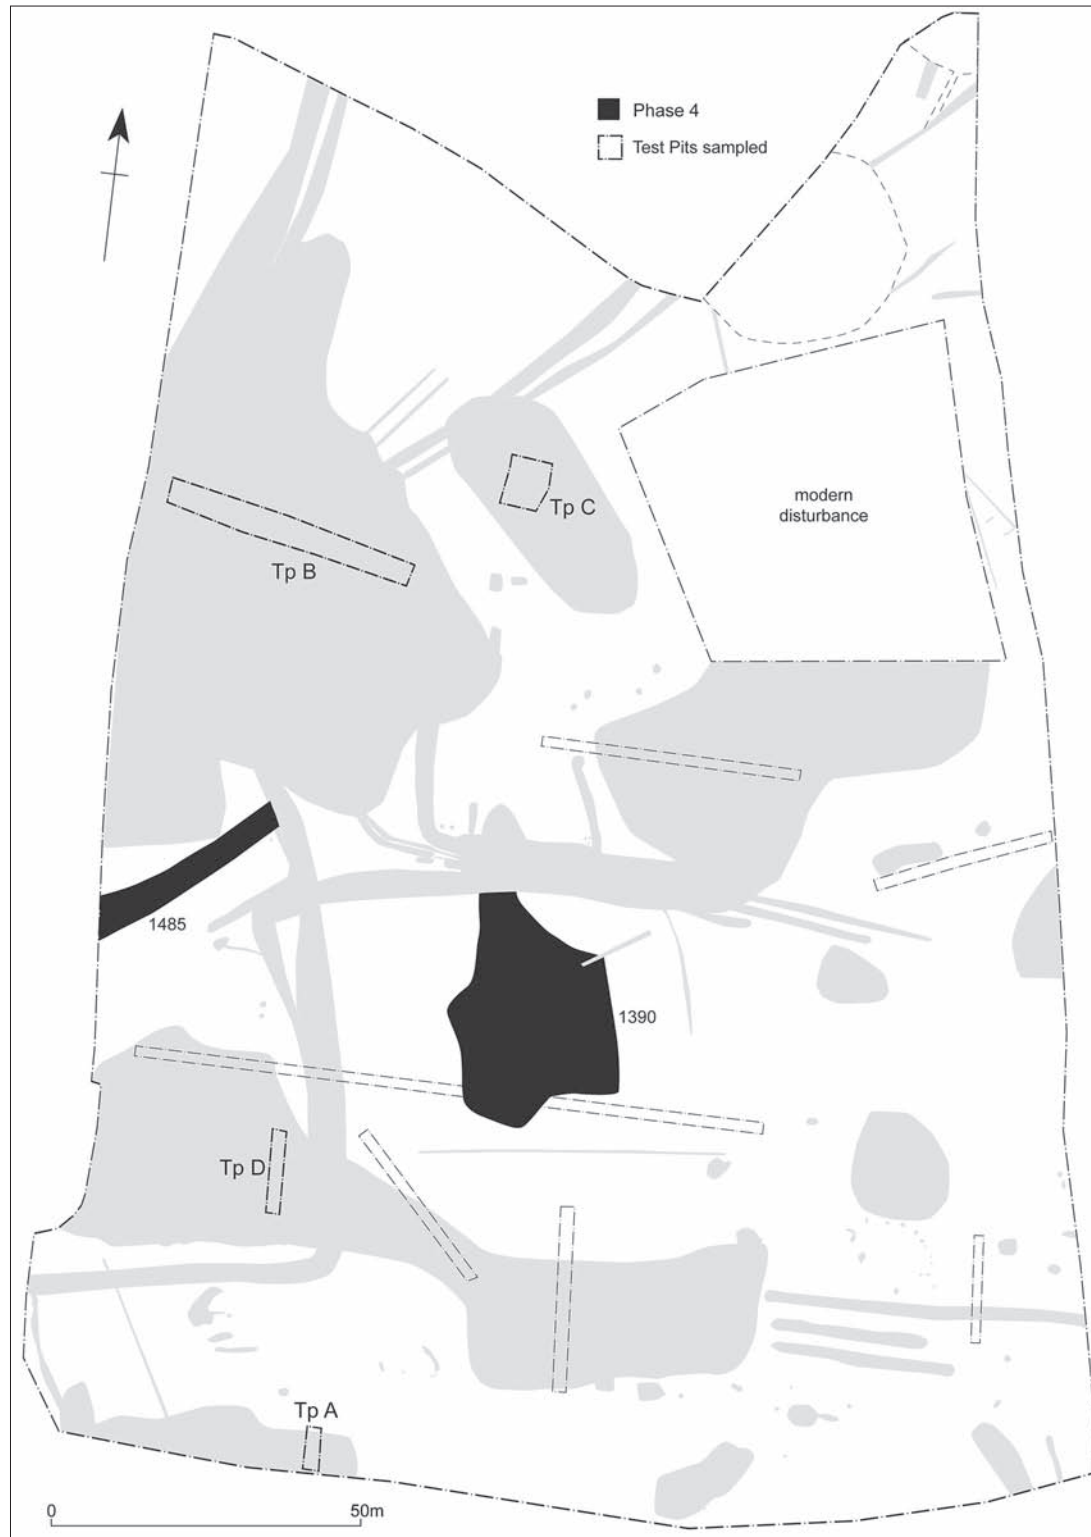 Phase 4
Test Pits sampled
Tp C
modern
disturbance
Tp B
1485
1390
Tp D
Tp A
0
50m